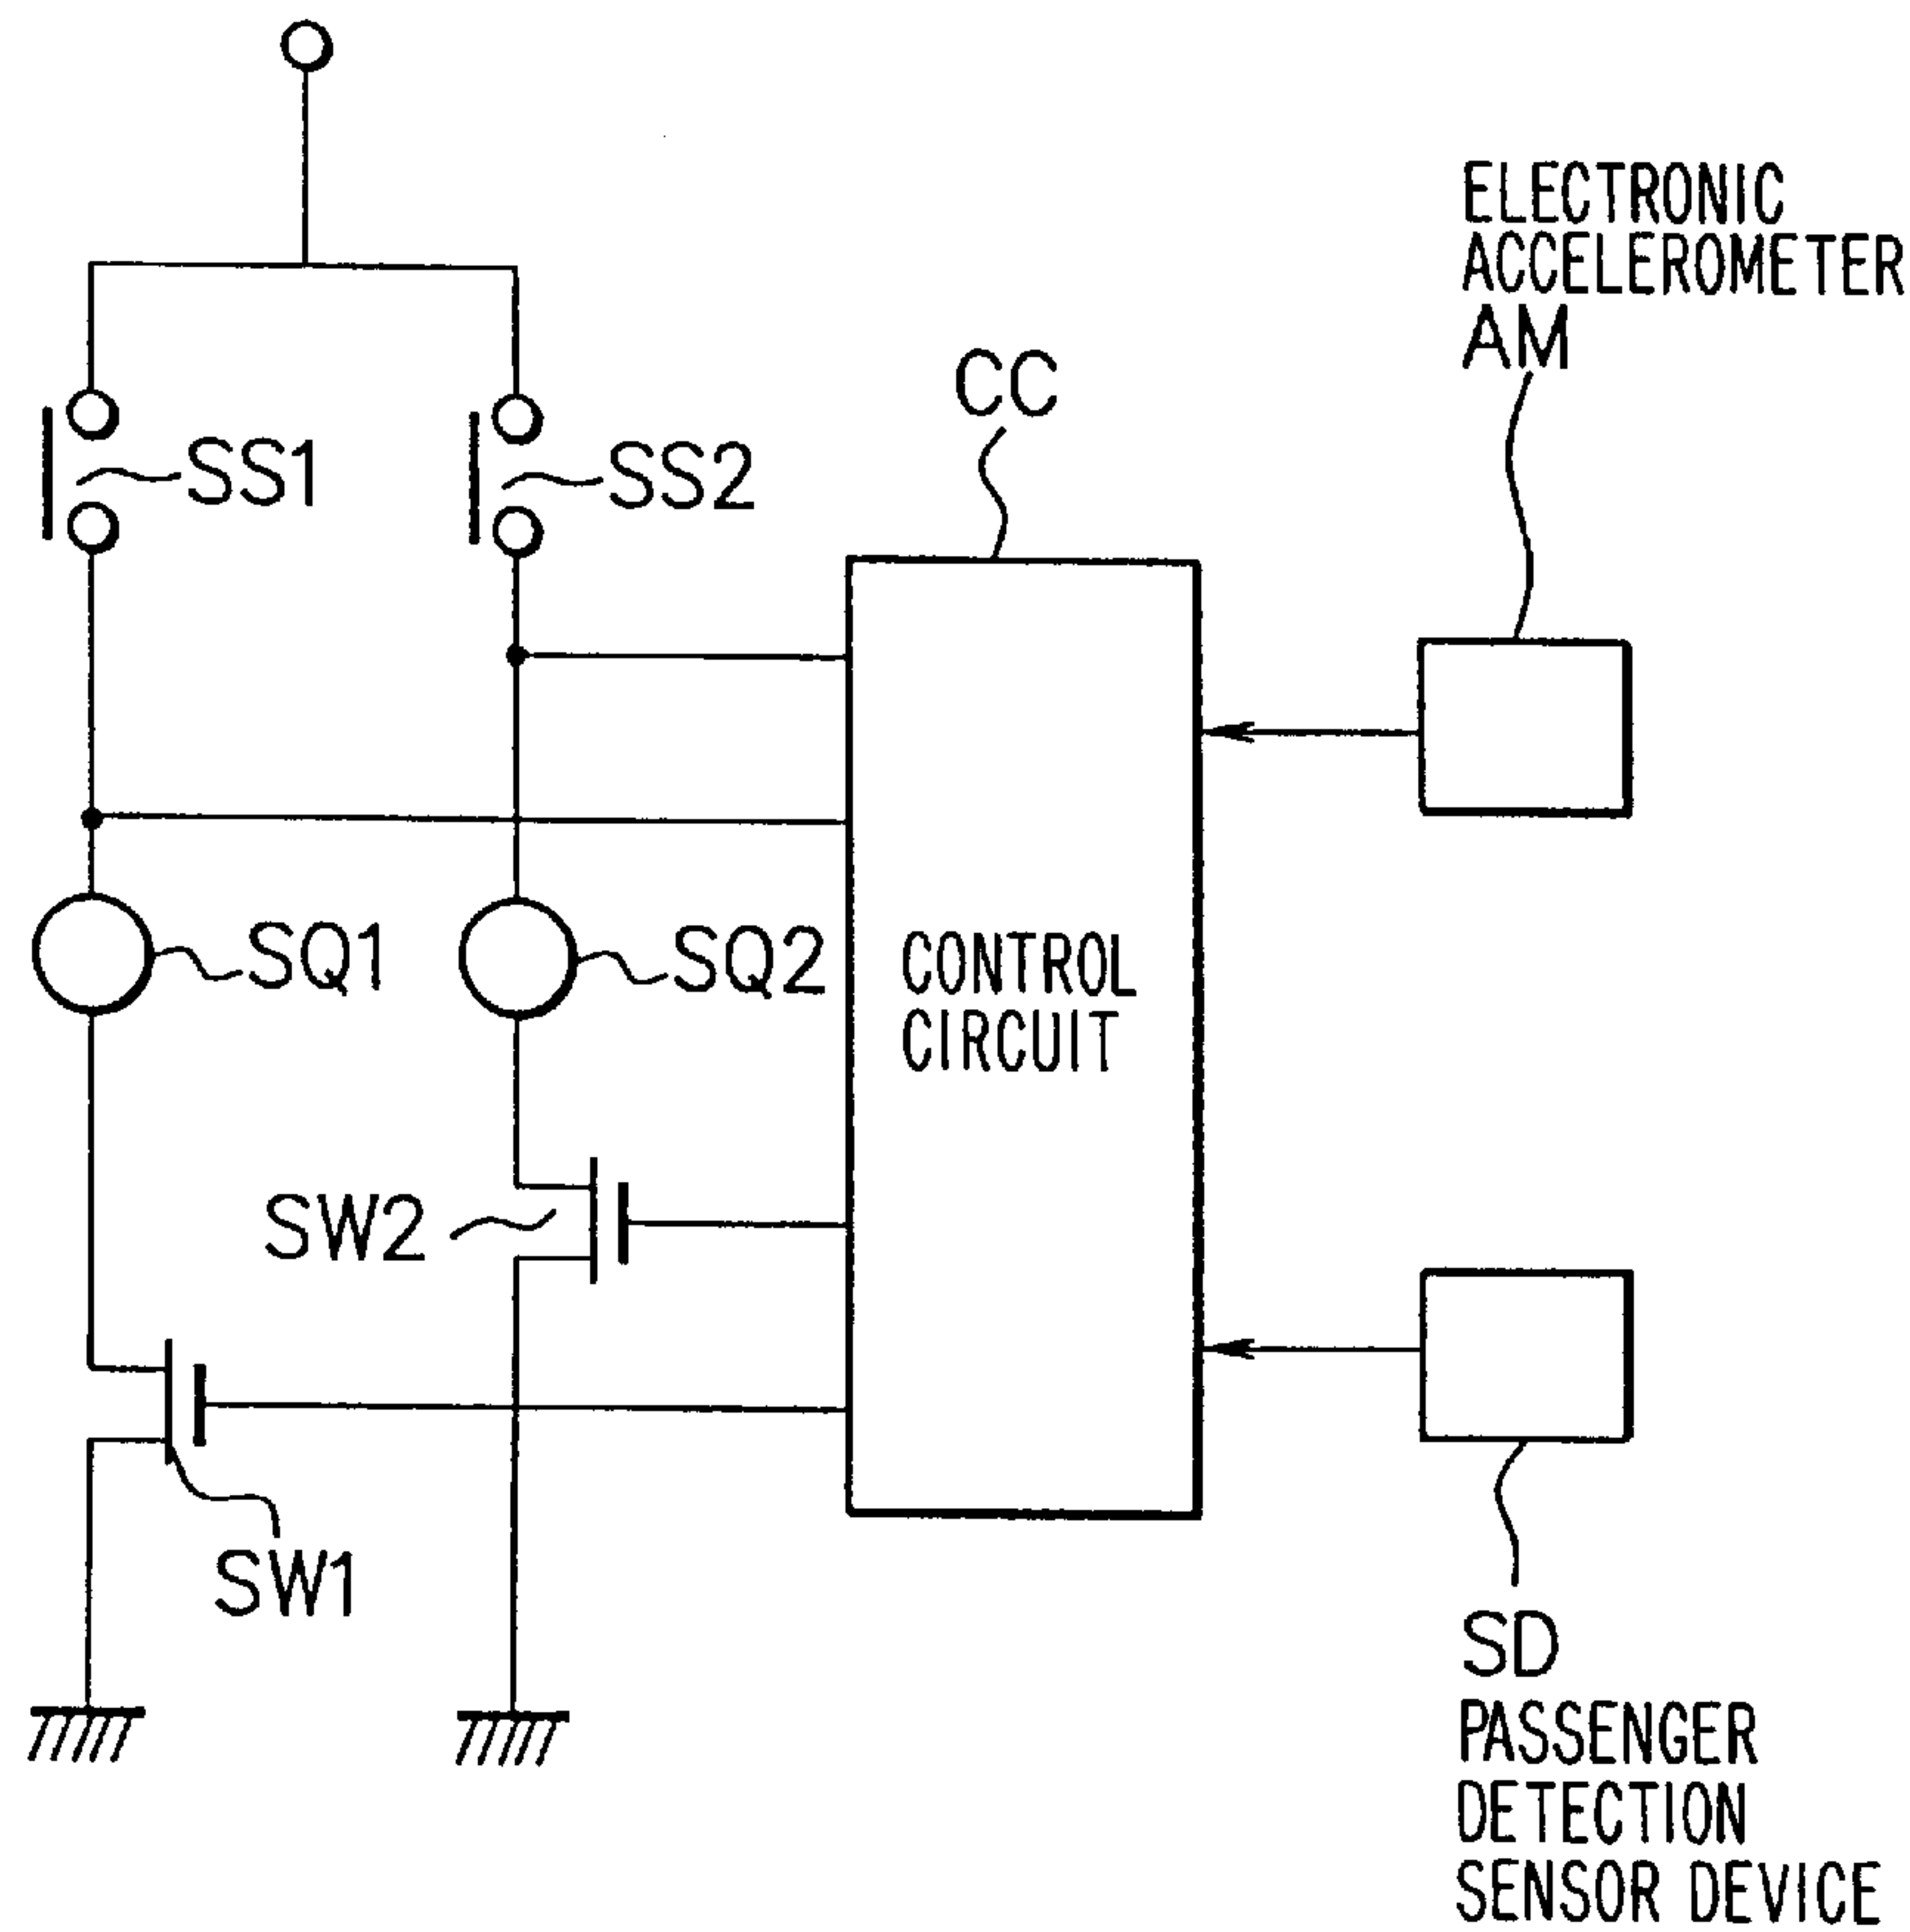 ELECTRONIC
ACCELEROMETER
AM
CC
SS1
SS2
SQ1
SQ2
CONTROL
CIRCUIT
SW2
SW1
SD
PASSENGER
DETECTION
SENSOR DEVICE